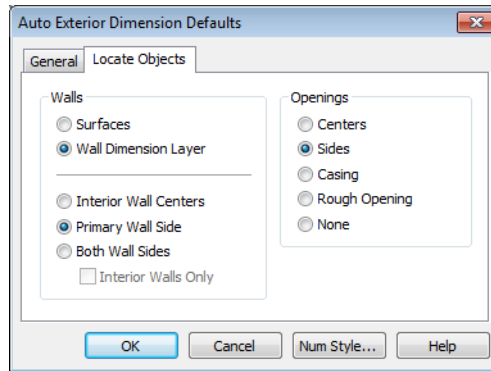 Auto Exterior Dimension Defaults
General Locate Objects
Walls
Surfaces
Wall Dimension Layer
Interior Wall Centers
Primary Wall Side
Both Wall Sides
Interior Walls Only
Openings
Centers
Sides
Casing
Rough Opening
None
OK Cancel Num Style... Help